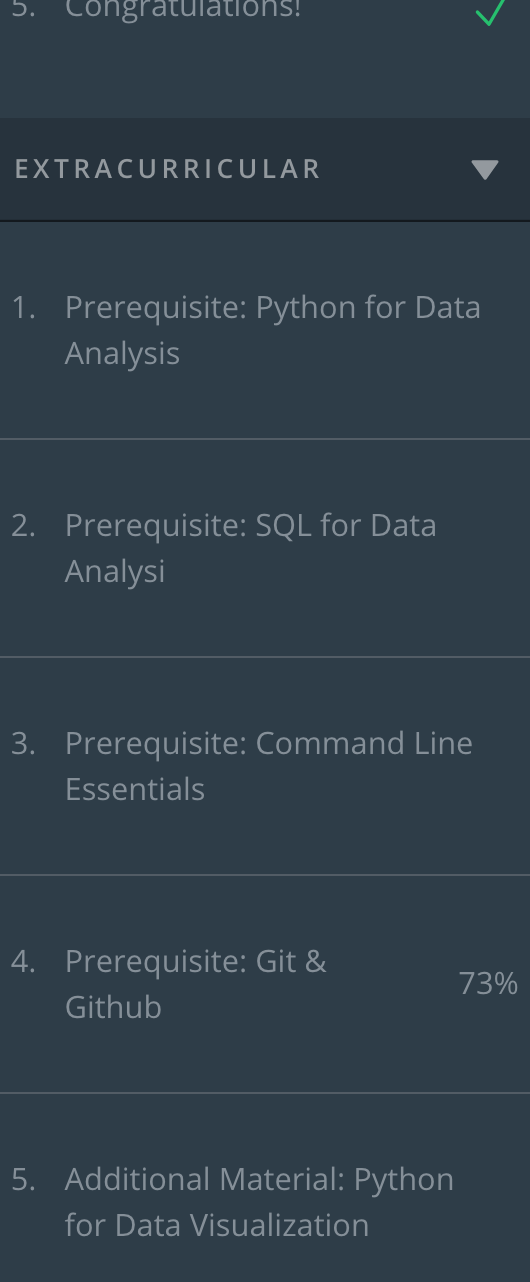 5. Congratulations!
EXTRACURRICULAR
1. Prerequisite: Python for Data
Analysis
2. Prerequisite: SQL for Data
Analysi
3. Prerequisite: Command Line
Essentials
4. Prerequisite: Git &
Github
73%
5. Additional Material: Python
for Data Visualization